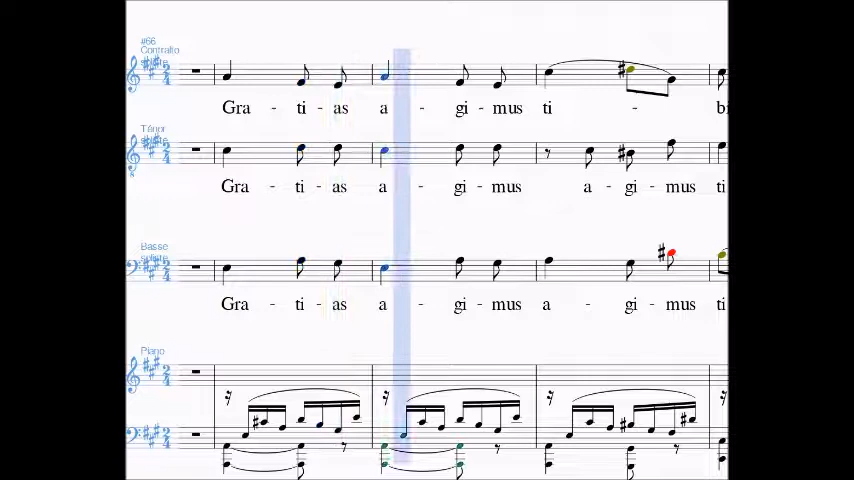 #66
Contralto
Gra - ti - as a - gi - mus ti - bi
Ténor
Gra - ti - as a - gi - mus a - gi - mus ti
Basse
Gra - ti - as a - gi - mus a - gi - mus ti
Piano